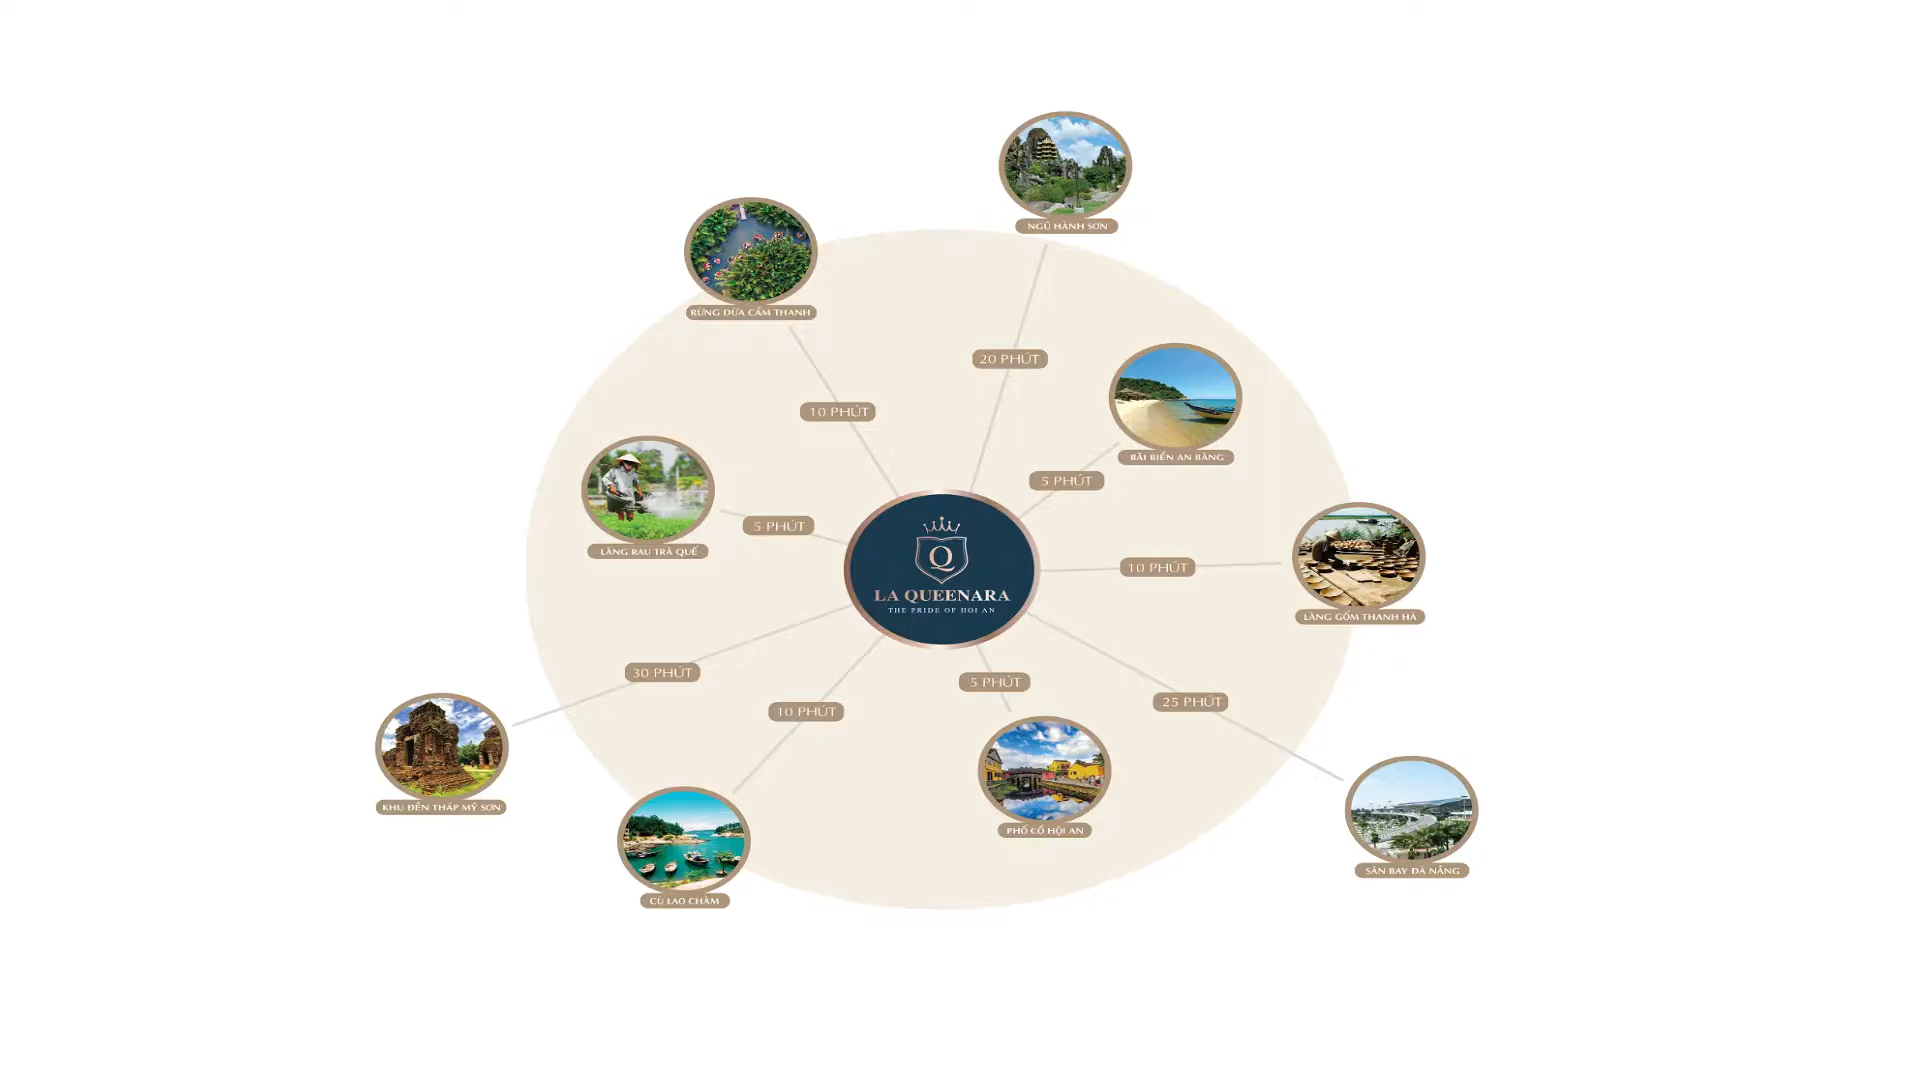 NGŨ HÀNH SƠN
RỪNG DỪA CẨM THANH
20 PHÚT
10 PHÚT
BÃI BIỂN AN BÀNG
5 PHÚT
5 PHÚT
LÀNG RAU TRÀ QUẾ
10 PHÚT
Q
LA QUEENARA
THE PRIDE OF HOI AN
LÀNG GỐM THANH HÀ
30 PHÚT
5 PHÚT
25 PHÚT
10 PHÚT
KHU ĐỀN THÁP MỸ SƠN
PHỐ CỔ HỘI AN
SÂN BAY ĐÀ NẴNG
CÙ LAO CHÀM